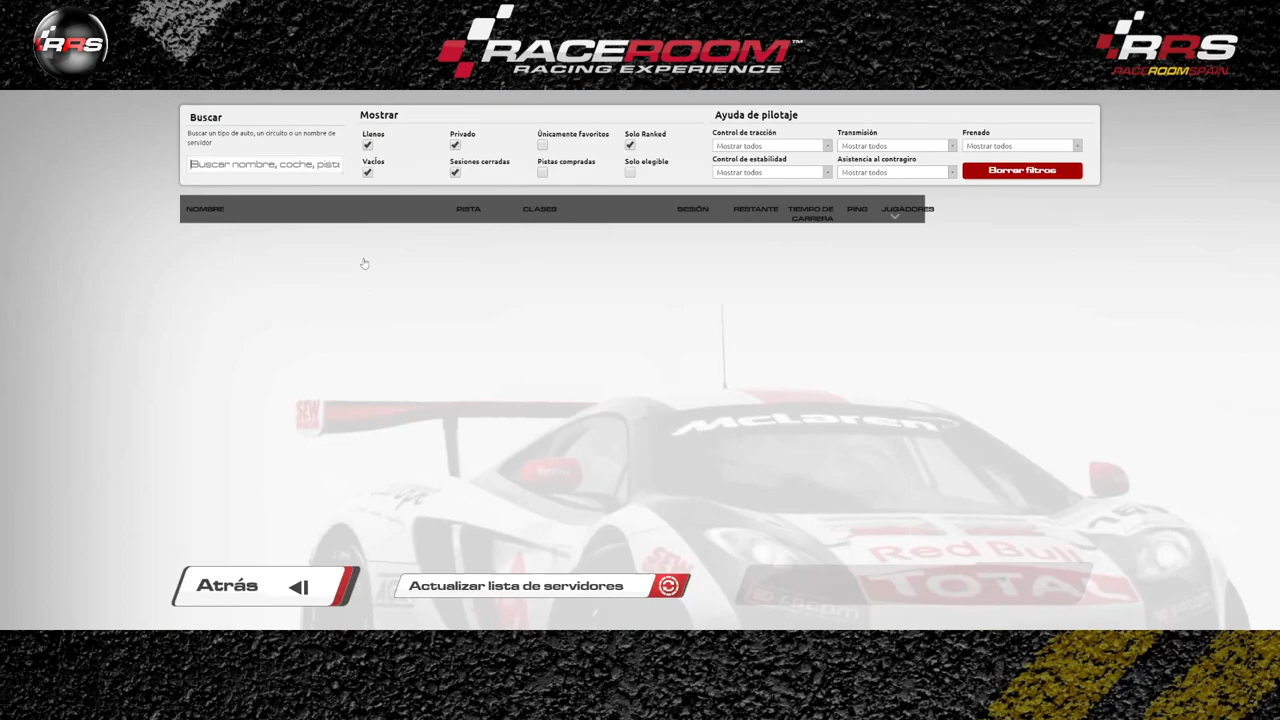 RRS
RACEROOM™
RACING EXPERIENCE
RRS
RACEROOMSPAIN
Buscar
Buscar un tipo de auto, un circuito o un nombre de
servidor
Buscar nombre, coche, pista
Mostrar
Llenos
Privado
Únicamente favoritos
Solo Ranked
Vacíos
Sesiones cerradas
Pistas compradas
Solo elegible
Ayuda de pilotaje
Control de tracción
Transmisión
Frenado
Mostrar todos
Mostrar todos
Mostrar todos
Control de estabilidad
Asistencia al contragiro
Mostrar todos
Mostrar todos
Borrar filtros
NOMBRE
PISTA
CLASES
SESIÓN
RESTANTE
TIEMPO DE
CARRERA
PING
JUGADORES
SEW
McLaren
Red Bull
TOTA
Atrás
Actualizar lista de servidores